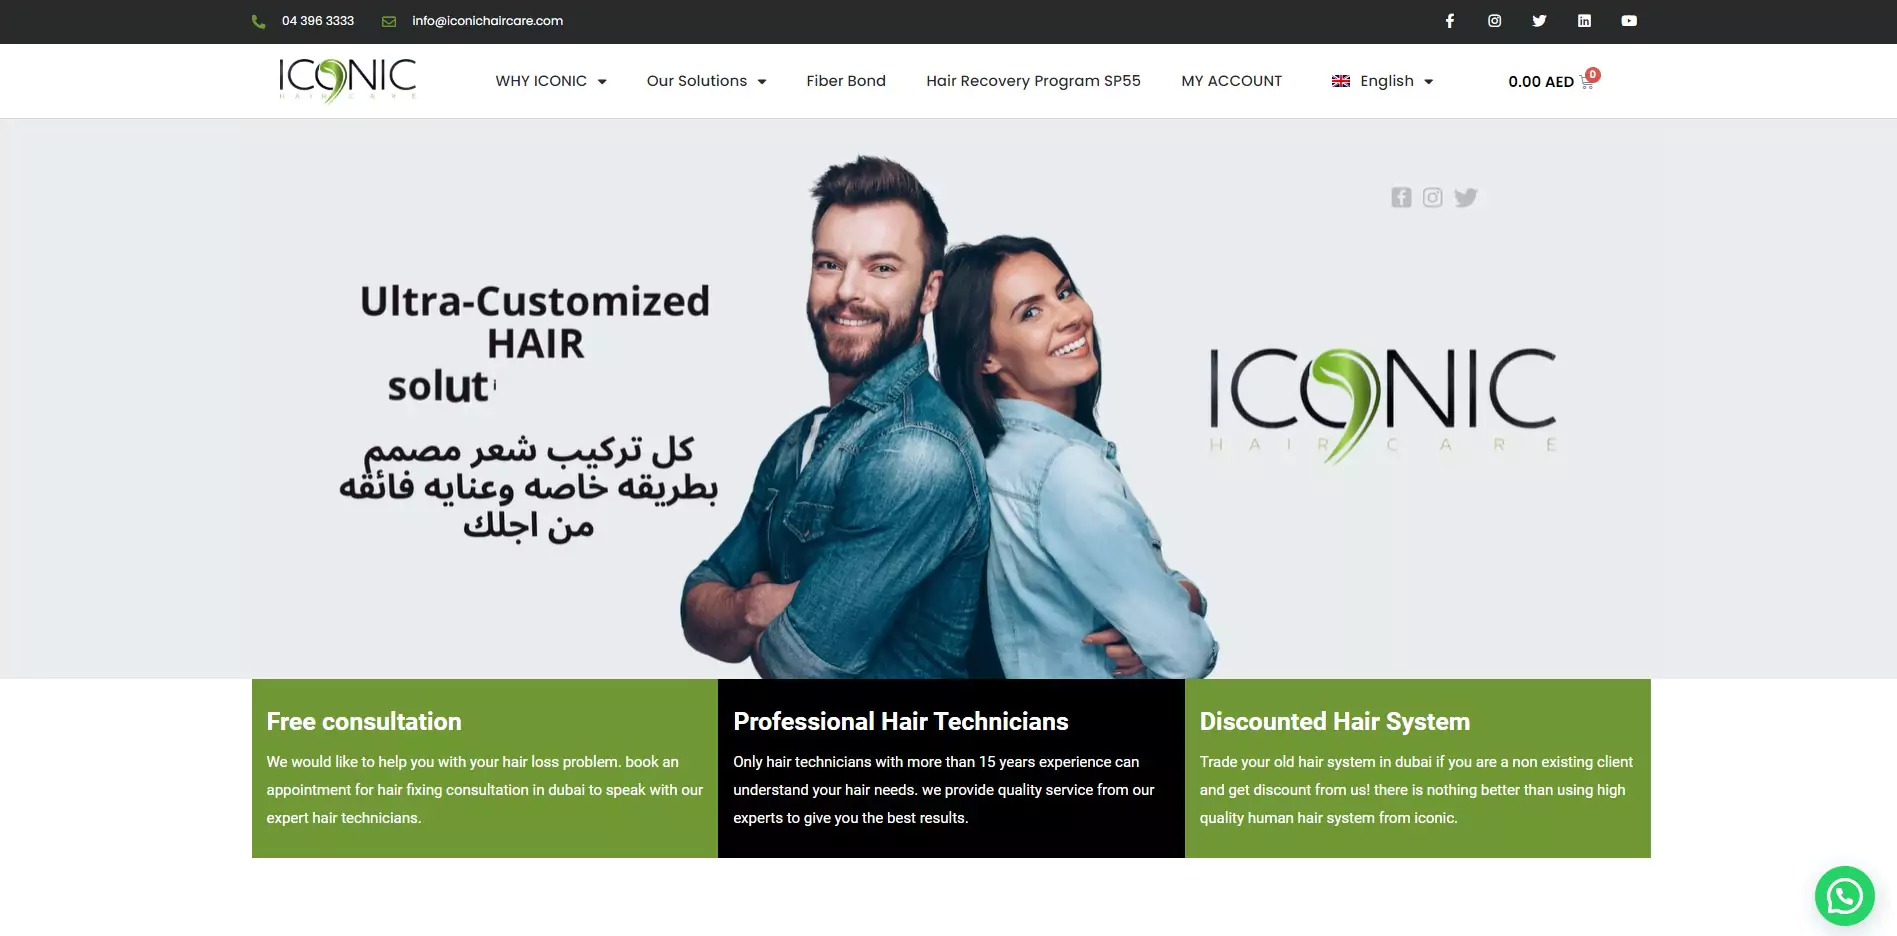 04 396 3333
info@iconichaircare.com
ICONIC
HAIR CARE
WHY ICONIC
Our Solutions
Fiber Bond
Hair Recovery Program SP55
MY ACCOUNT
English
0.00 AED
0
Ultra-Customized
HAIR
solut
كل تركيب شعر مصمم
بطريقه خاصه وعنايه فائقه
من اجلك
ICONIC
HAIR CARE
Free consultation
We would like to help you with your hair loss problem. book an
appointment for hair fixing consultation in dubai to speak with our
expert hair technicians.
Professional Hair Technicians
Only hair technicians with more than 15 years experience can
understand your hair needs. we provide quality service from our
experts to give you the best results.
Discounted Hair System
Trade your old hair system in dubai if you are a non existing client
and get discount from us! there is nothing better than using high
quality human hair system from iconic.